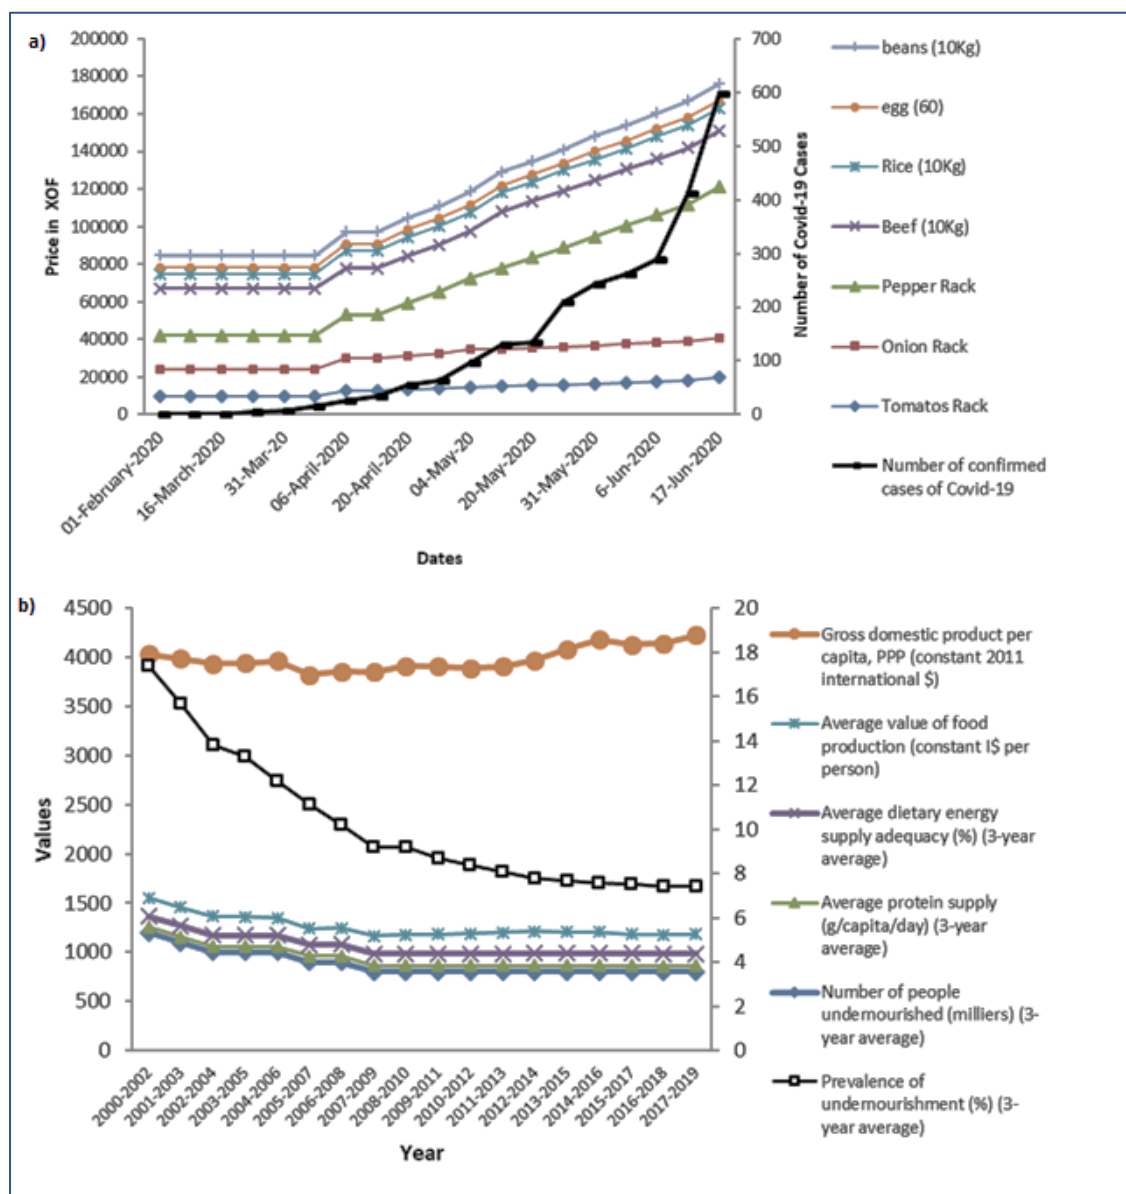 a)
200000
180000
160000
140000
120000
100000
80000
60000
40000
20000
0
Price in XOF
700
600
500
400
300
200
100
0
Number of Covid-19 Cases
01-February-2020
16-March-2020
31-Mar-20
06-April-2020
20-April-2020
04-May-20
20-May-2020
31-May-2020
6-Jun-2020
17-Jun-2020
Dates
beans (10Kg)
egg (60)
Rice (10Kg)
Beef (10Kg)
Pepper Rack
Onion Rack
Tomatos Rack
Number of confirmed
cases of Covid-19
b)
4500
4000
3500
3000
2500
2000
1500
1000
500
0
Values
20
18
16
14
12
10
8
6
4
2
0
2000-2002
2001-2003
2002-2004
2003-2005
2004-2006
2005-2007
2006-2008
2007-2009
2008-2010
2009-2011
2010-2012
2011-2013
2012-2014
2013-2015
2014-2016
2015-2017
2016-2018
2017-2019
Year
Gross domestic product per
capita, PPP (constant 2011
international $)
Average value of food
production (constant I$ per
person)
Average dietary energy
supply adequacy (%) (3-year
average)
Average protein supply
(g/capita/day) (3-year
average)
Number of people
undernourished (milliers) (3-
year average)
Prevalence of
undernourishment (%) (3-
year average)